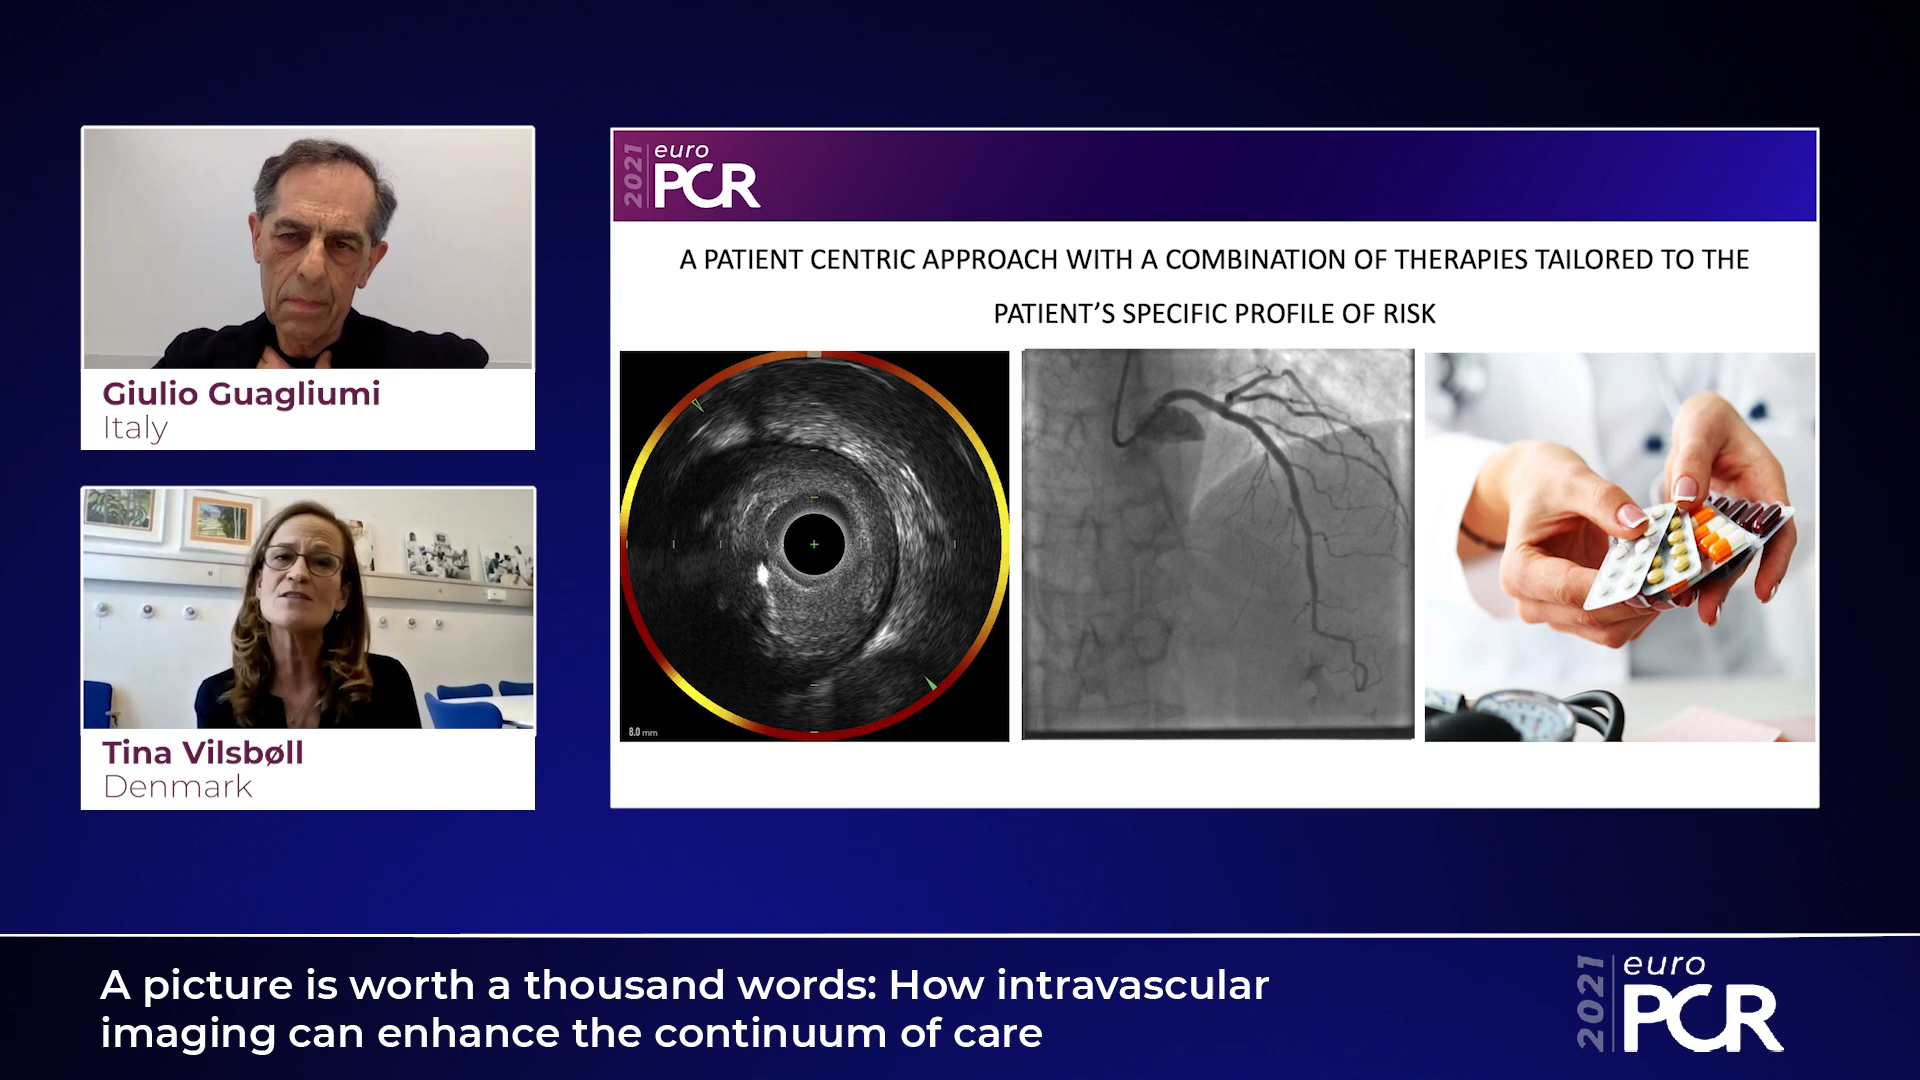 Giulio Guagliumi
Italy
Tina Vilsbøll
Denmark
2021
euro
PCR
A PATIENT CENTRIC APPROACH WITH A COMBINATION OF THERAPIES TAILORED TO THE
PATIENT’S SPECIFIC PROFILE OF RISK
8.0 mm
A picture is worth a thousand words: How intravascular
imaging can enhance the continuum of care
2021
euro
PCR